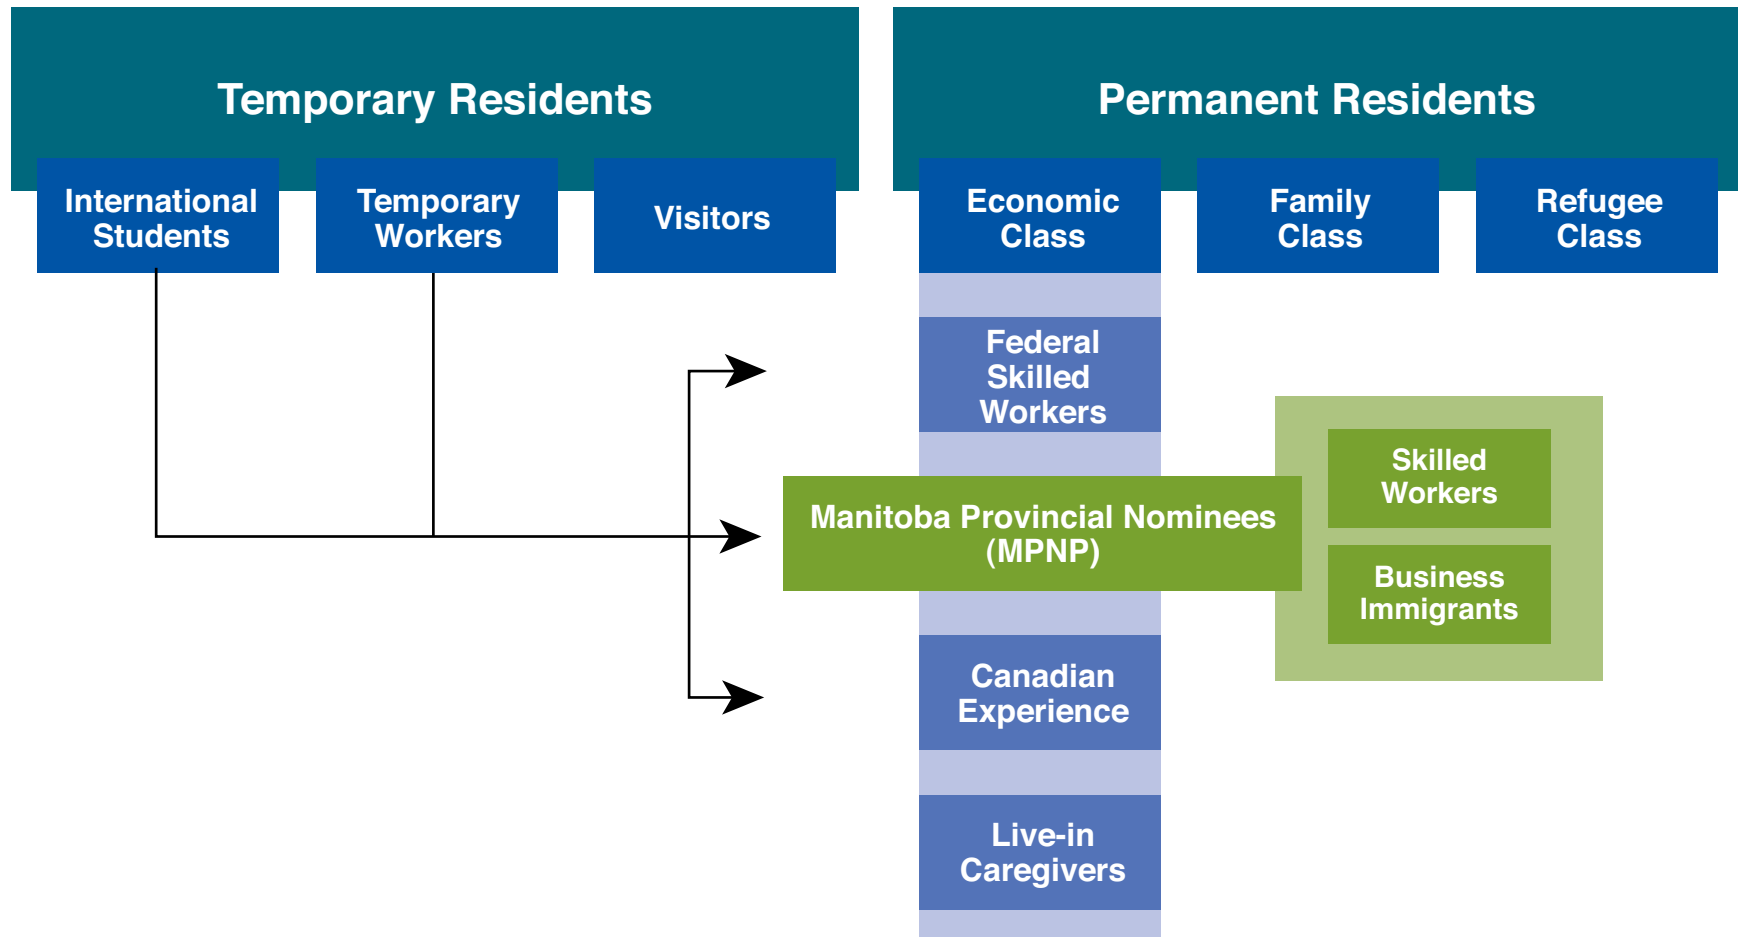 Temporary Residents
Permanent Residents
International
Students
Temporary
Workers
Visitors
Economic
Class
Family
Class
Refugee
Class
Federal
Skilled
Workers
Manitoba Provincial Nominees
(MPNP)
Skilled
Workers
Business
Immigrants
Canadian
Experience
Live-in
Caregivers